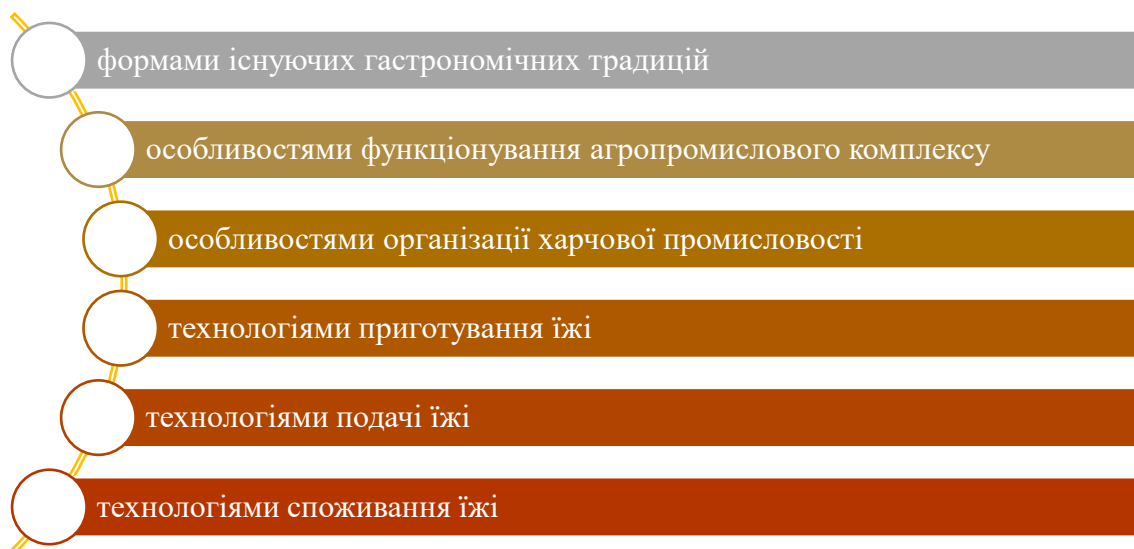 формами існуючих гастрономічних традицій
особливостями функціонування агропромислового комплексу
особливостями організації харчової промисловості
технологіями приготування їжі
технологіями подачі їжі
технологіями споживання їжі